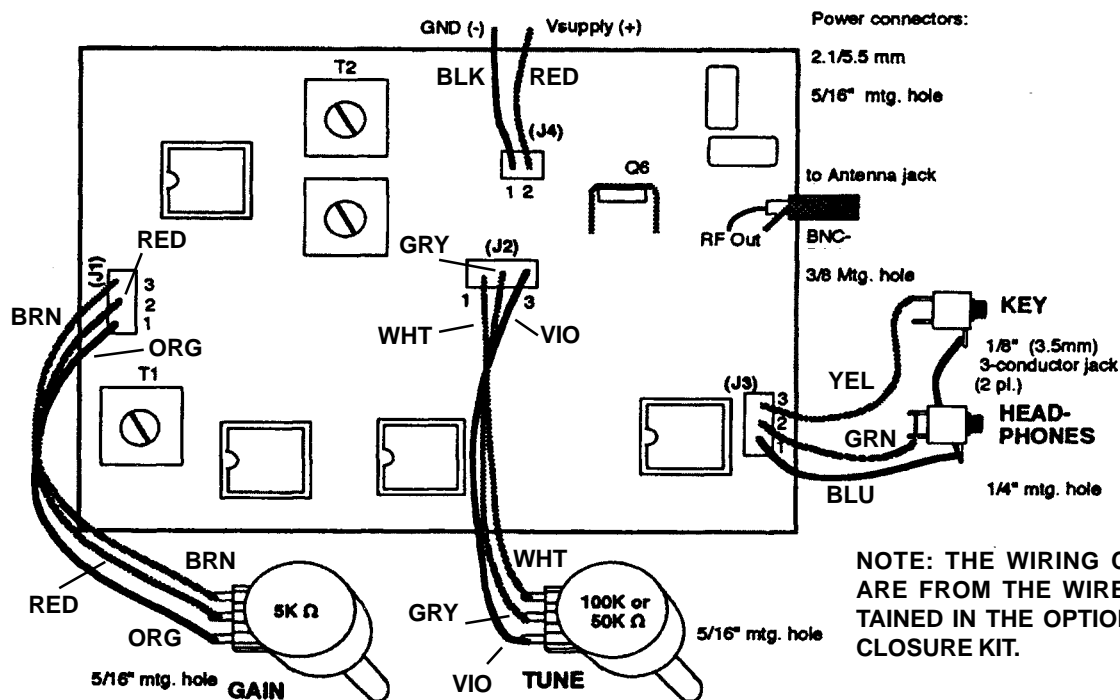 GND (-) Vsupply (+)
BLK RED
(J4)
1 2
T2
Power connectors:
2.1/5.5 mm
5/16" mtg. hole
Q6
to Antenna jack
RF Out
BNC-
3/8 Mtg. hole
RED
(J1)
3
2
1
BRN
ORG
T1
GRY
(J2)
1 3
WHT
VIO
KEY
1/8" (3.5mm)
3-conductor jack
(2 pl.)
YEL
(J3)
3
2
1
GRN
BLU
HEAD-
PHONES
1/4" mtg. hole
BRN
RED
ORG
5K Ω
5/16" mtg. hole
GAIN
WHT
GRY
VIO
100K or
50K Ω
5/16" mtg. hole
TUNE
NOTE: THE WIRING
ARE FROM THE WIRE
TAINED IN THE OPTION
CLOSURE KIT.